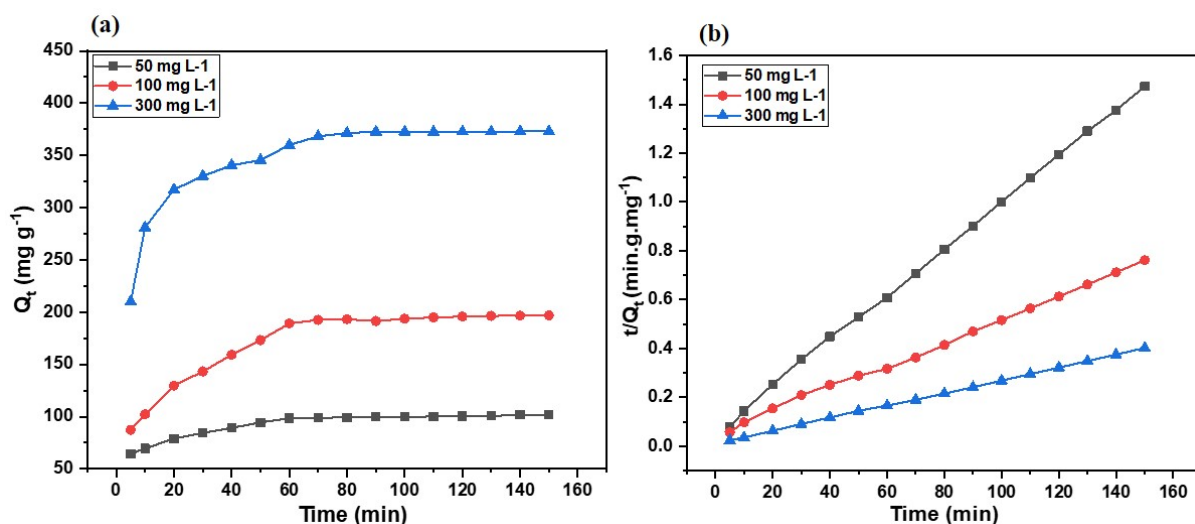 (a)
450
400
350
300
250
200
150
100
50
Qt (mg g-1)
50 mg L-1
100 mg L-1
300 mg L-1
0 20 40 60 80 100 120 140 160
Time (min)
(b)
1.6
1.4
1.2
1.0
0.8
0.6
0.4
0.2
0.0
t/Qt (min.g.mg-1)
50 mg L-1
100 mg L-1
300 mg L-1
0 20 40 60 80 100 120 140 160
Time (min)